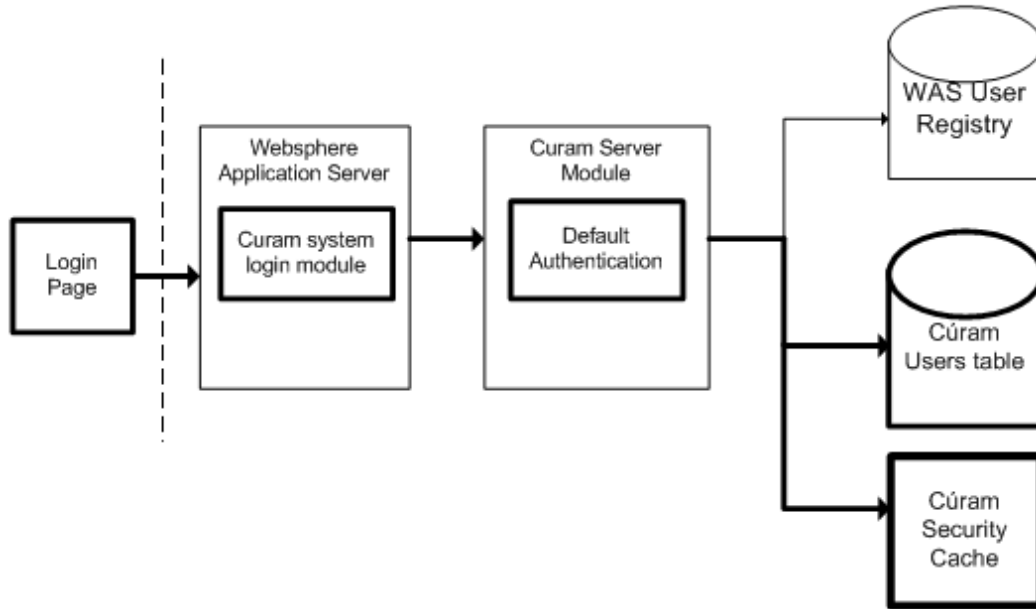 Login
Page
Websphere
Application Server
Curam system
login module
Curam Server
Module
Default
Authentication
WAS User
Registry
Cúram
Users table
Cúram
Security
Cache